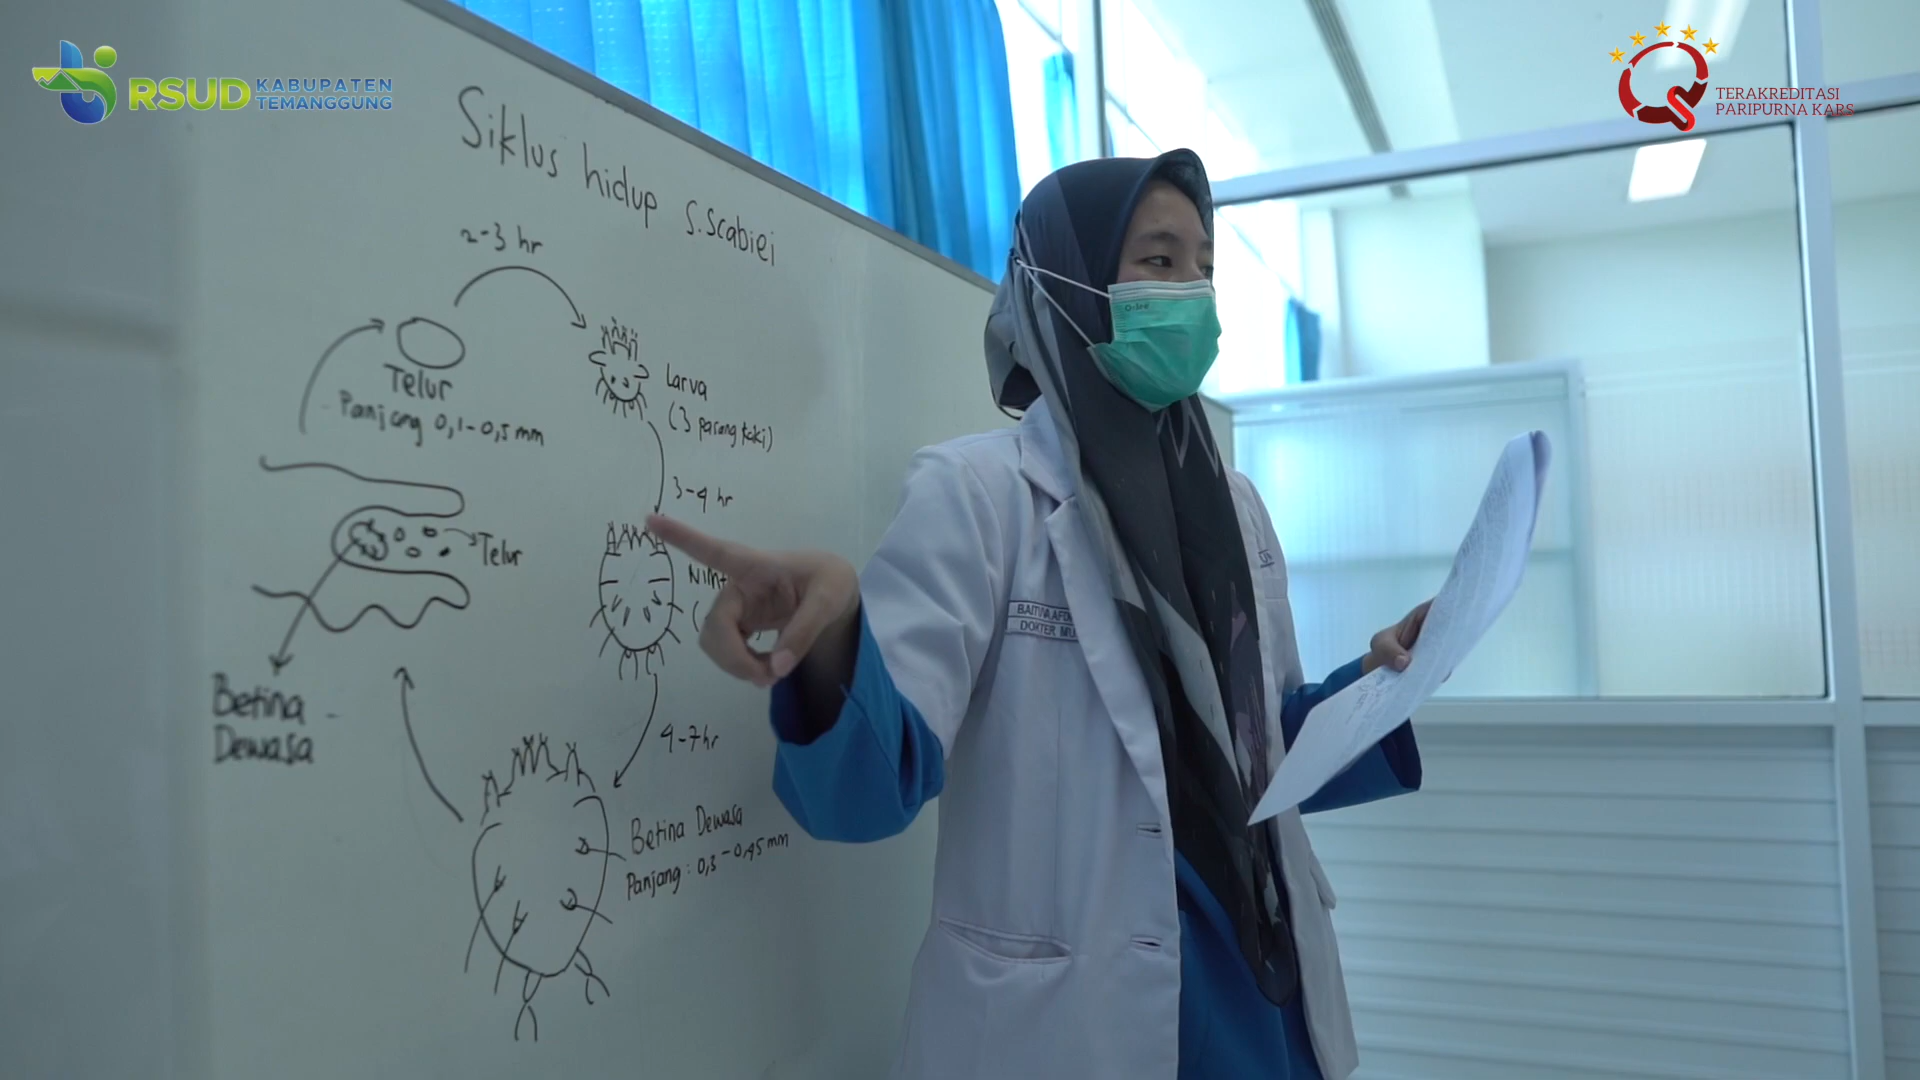 RSUD KABUPATEN
TEMANGGUNG
TERAKREDITASI
PARIPURNA KARS
Siklus hidup S.Scabiei
2-3 hr
Telur
Panjang 0,1-0,5 mm
Larva
(3 parang kaki)
3-4 hr
Telur
Betina
Dewasa
4-7 hr
Betina Dewasa
Panjang: 0,3-0,45 mm
DOKTER